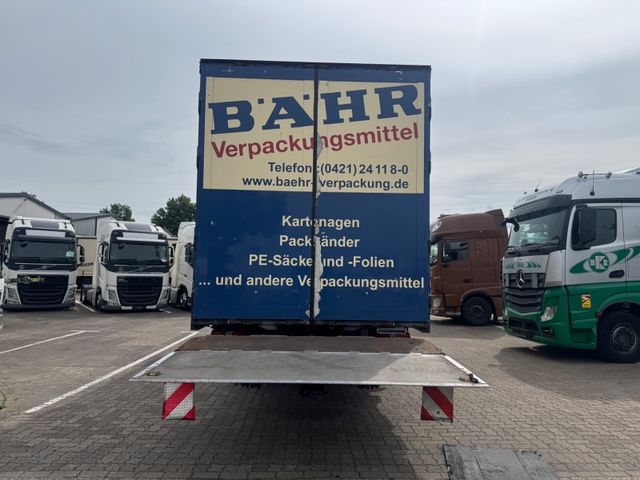 BÄHR
Verpackungsmittel
Telefon:(0421) 24 11 8-0
www.baehr-verpackung.de
Kartonagen
Packbänder
PE-Säcke und -Folien
... und andere Verpackungsmittel